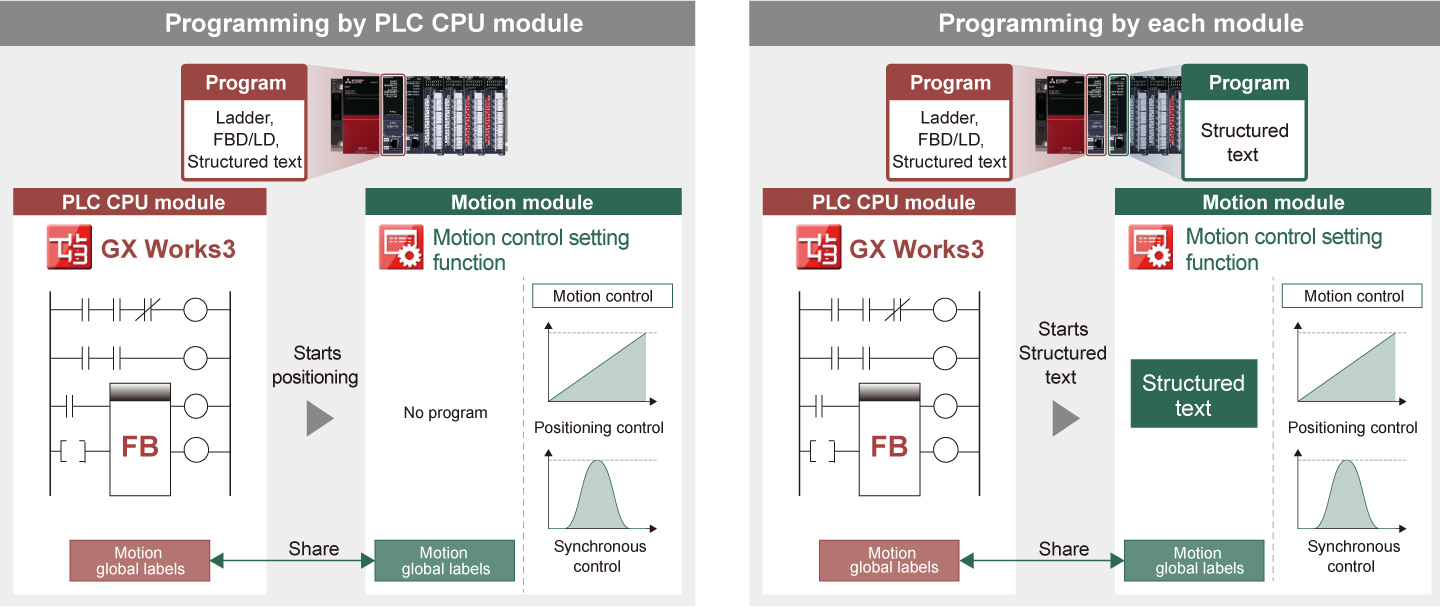 Programming by PLC CPU module
Program
Ladder,
FBD/LD,
Structured text
PLC CPU module
GX Works3
FB
Starts
positioning
Motion module
Motion control setting
function
No program
Motion control
Positioning control
Synchronous
control
Motion
global labels
Share
Motion
global labels
Programming by each module
Program
Ladder,
FBD/LD,
Structured text
Program
Structured
text
PLC CPU module
GX Works3
FB
Starts
Structured
text
Motion module
Motion control setting
function
Structured
text
Motion control
Positioning control
Synchronous
control
Motion
global labels
Share
Motion
global labels